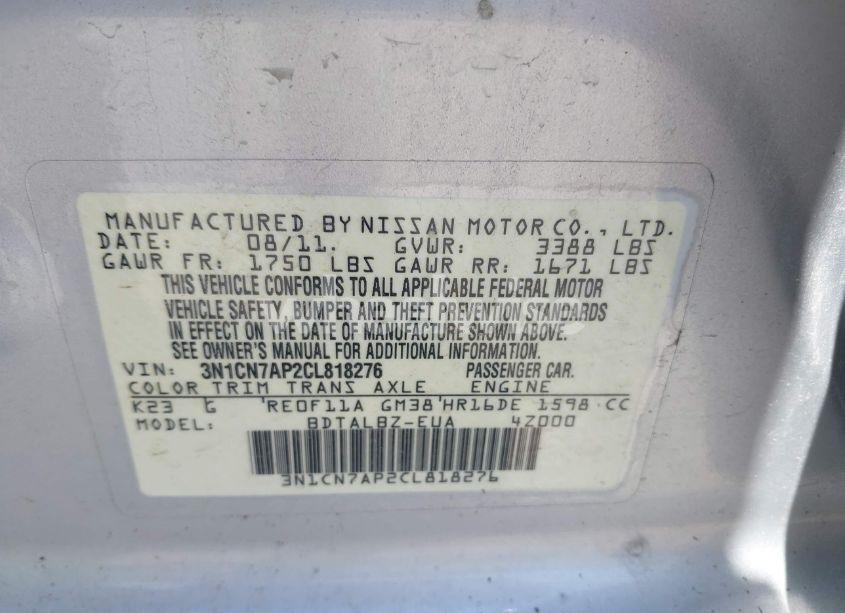 MANUFACTURED BY NISSAN MOTOR CO., LTD.
DATE: 08/11. GVWR: 3388 LBS
GAWR FR: 1750 LBS GAWR RR: 1671 LBS
THIS VEHICLE CONFORMS TO ALL APPLICABLE FEDERAL MOTOR
VEHICLE SAFETY, BUMPER AND THEFT PREVENTION STANDARDS
IN EFFECT ON THE DATE OF MANUFACTURE SHOWN ABOVE.
SEE OWNER'S MANUAL FOR ADDITIONAL INFORMATION.
VIN: 3N1CN7AP2CL818276 PASSENGER CAR.
COLOR TRIM TRANS AXLE ENGINE
K23 G RE0F11A GM38 HR16DE 1598 CC
MODEL: BDTALBZ-EUA 4Z000
3N1CN7AP2CL818276